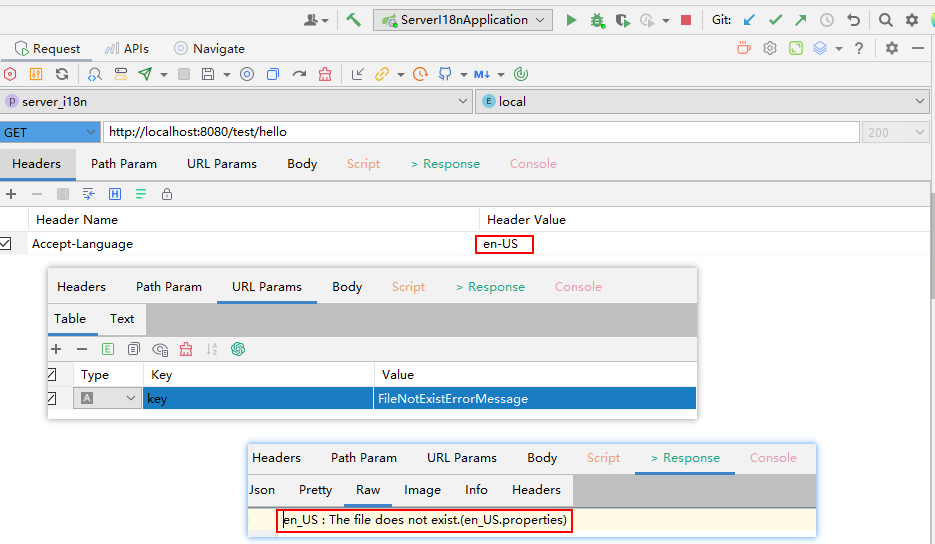 ServerI18nApplication Git:
Request APIs Navigate
server_i18n local
GET http://localhost:8080/test/hello 200
Headers Path Param URL Params Body Script > Response Console
Header Name Header Value
Accept-Language en-US
Headers Path Param URL Params Body Script > Response Console
Table Text
Type Key Value
A key FileNotExistErrorMessage
Headers Path Param URL Params Body Script > Response Console
Json Pretty Raw Image Info Headers
en_US : The file does not exist.(en_US.properties)